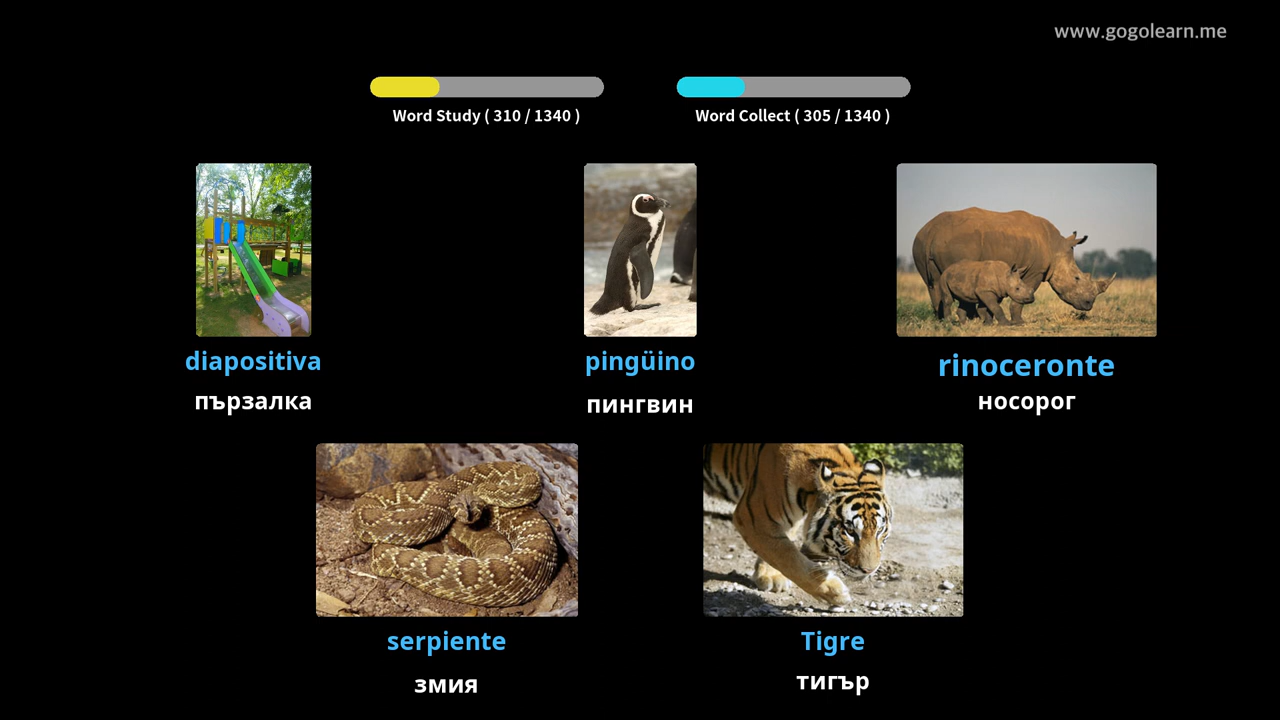 www.gogolearn.me
Word Study ( 310 / 1340 )
Word Collect ( 305 / 1340 )
diapositiva
пързалка
pingüino
пингвин
rinoceronte
носорог
serpiente
змия
Tigre
тигър